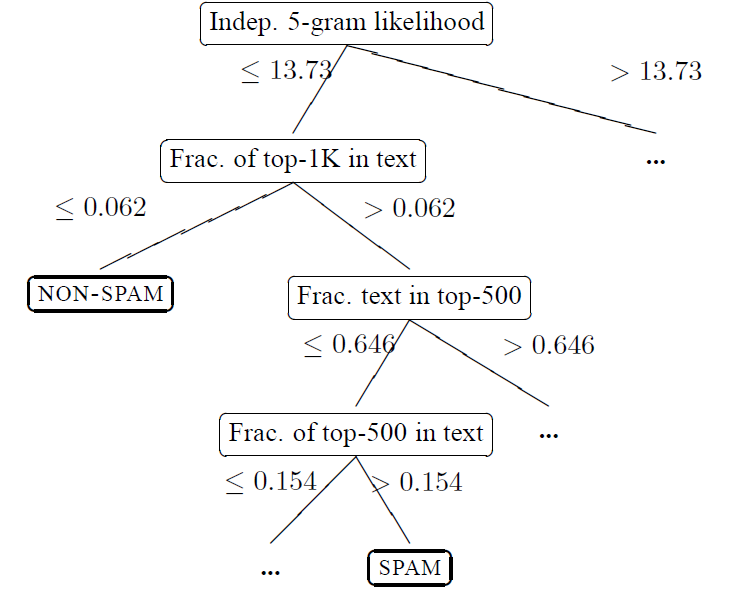 Indep. 5-gram likelihood
≤ 13.73
> 13.73
Frac. of top-1K in text
...
≤ 0.062
> 0.062
NON-SPAM
Frac. text in top-500
≤ 0.646
> 0.646
Frac. of top-500 in text
...
≤ 0.154
> 0.154
...
SPAM